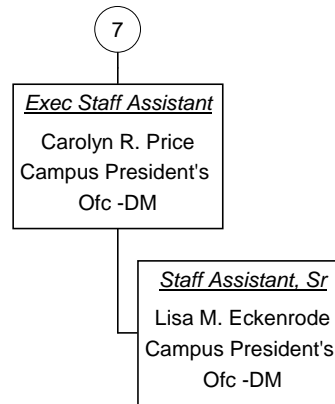 7
Exec Staff Assistant
Carolyn R. Price
Campus President's
Ofc -DM
Staff Assistant, Sr
Lisa M. Eckenrode
Campus President's
Ofc -DM